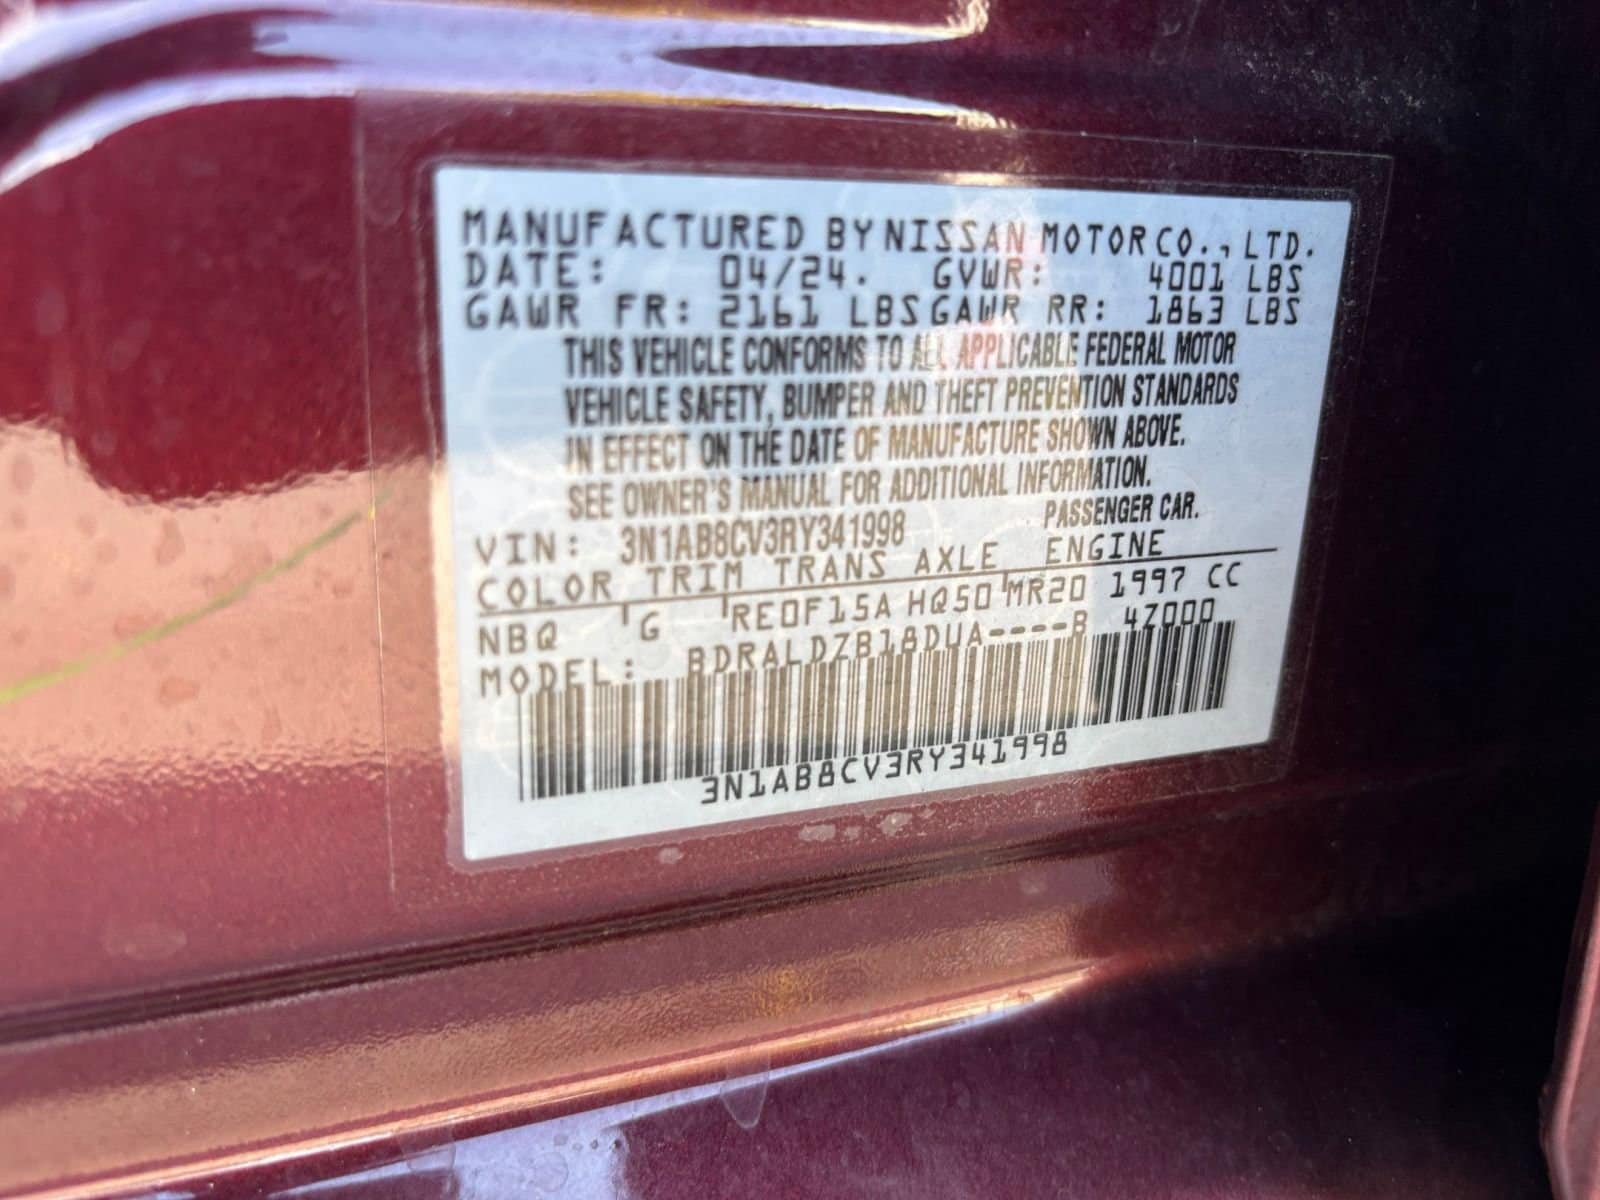 MANUFACTURED BY NISSAN MOTOR CO., LTD.
DATE: 04/24. GVWR: 4001 LBS
GAWR FR: 2161 LBS GAWR RR: 1863 LBS
THIS VEHICLE CONFORMS TO ALL APPLICABLE FEDERAL MOTOR
VEHICLE SAFETY, BUMPER AND THEFT PREVENTION STANDARDS
IN EFFECT ON THE DATE OF MANUFACTURE SHOWN ABOVE.
SEE OWNER'S MANUAL FOR ADDITIONAL INFORMATION.
VIN: 3N1AB8CV3RY341998 PASSENGER CAR.
COLOR TRIM TRANS AXLE ENGINE
NBQ G RE0F15A HQ50 MR20 1997 CC
MODEL: BDRALDZB18DUA----B 4Z000
3N1AB8CV3RY341998